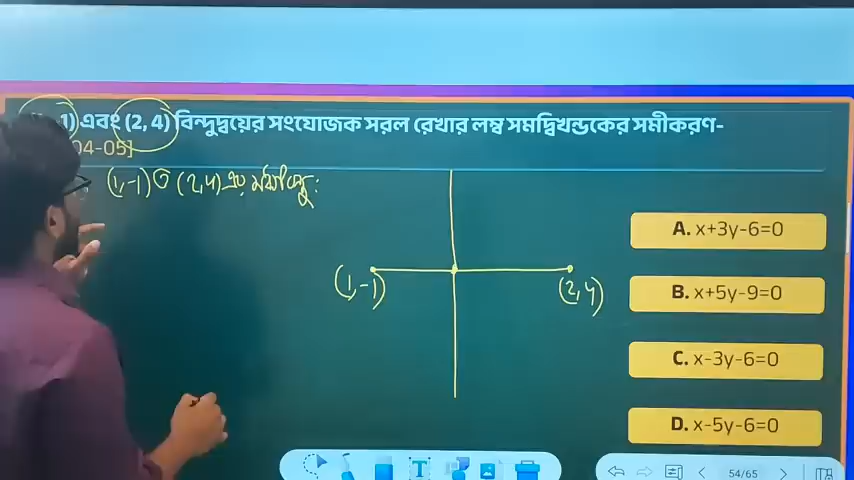 1) এবং (2, 4) বিন্দুদ্বয়ের সংযোজক সরল রেখার লম্ব সমদ্বিখন্ডকের সমীকরণ-
04-05]
(1,-1) ও (2,4) এর মধ্যবিন্দু:
A. x+3y-6=0
(1,-1)
(2,4)
B. x+5y-9=0
C. x-3y-6=0
D. x-5y-6=0
T
54/65